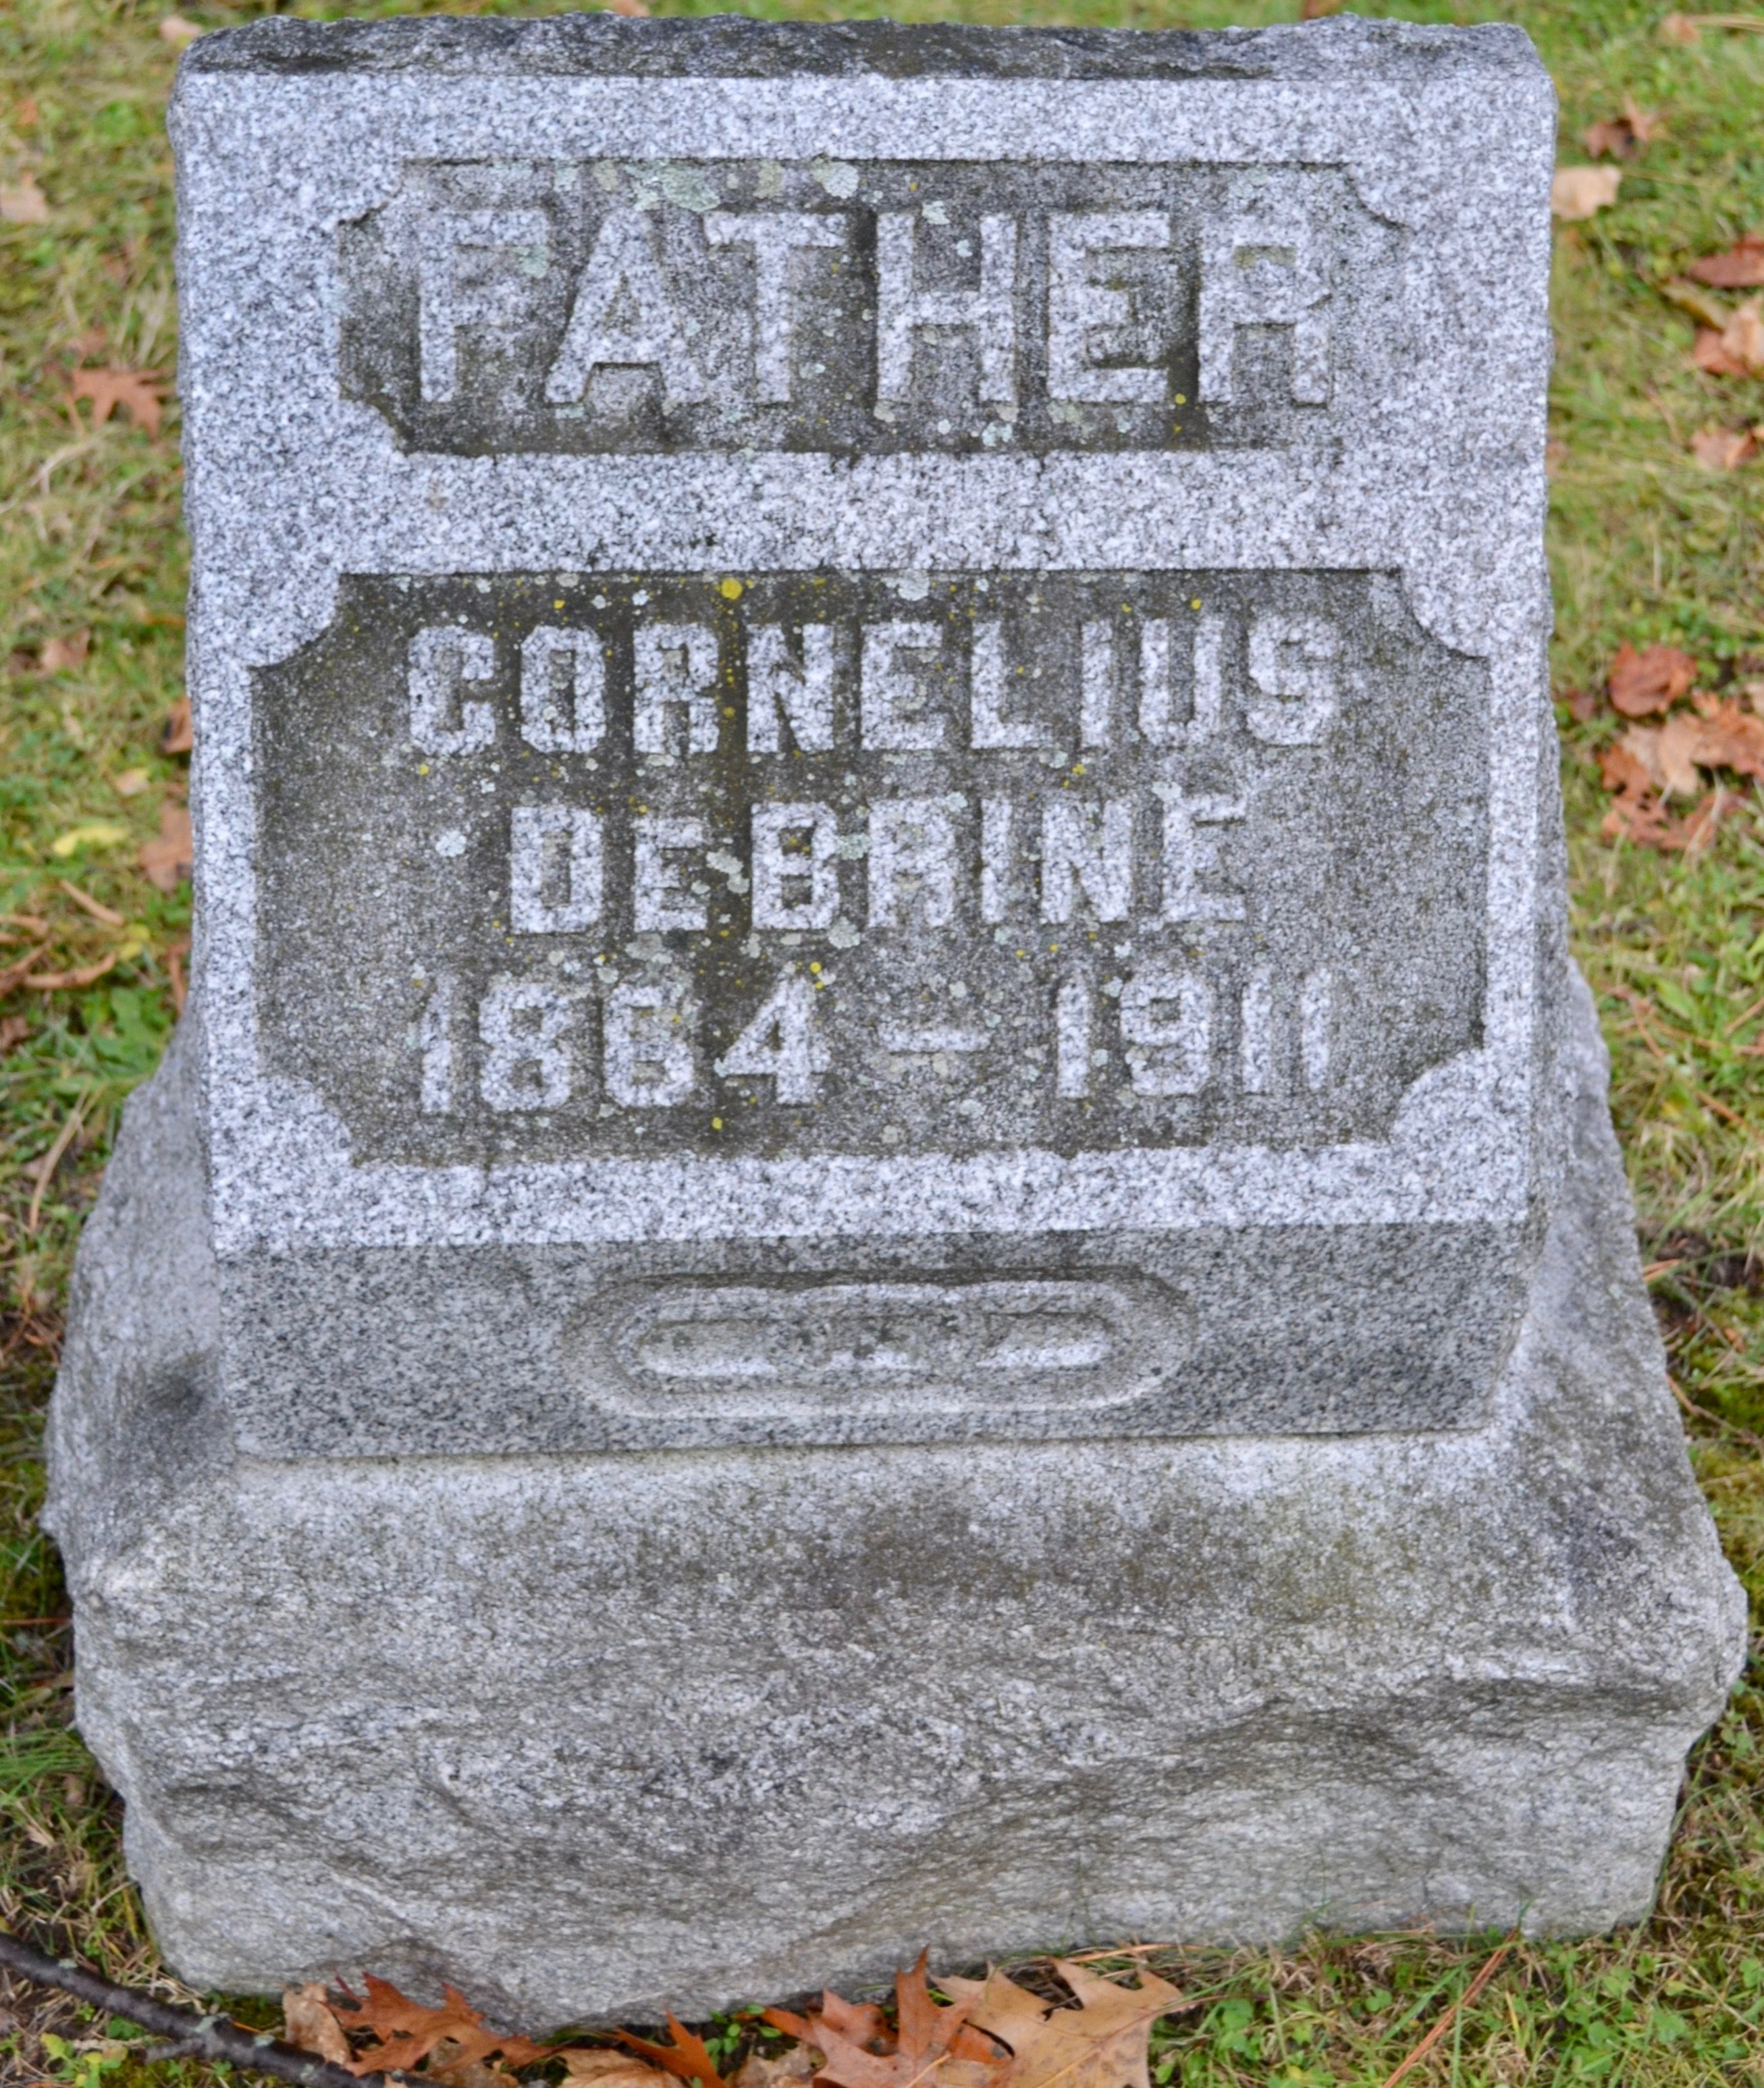 FATHER
CORNELIUS
DEBRINE
1864-1911